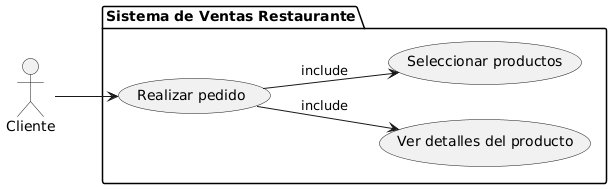 Sistema de Ventas Restaurante
Seleccionar productos
include
Realizar pedido
include
Cliente
Ver detalles del producto